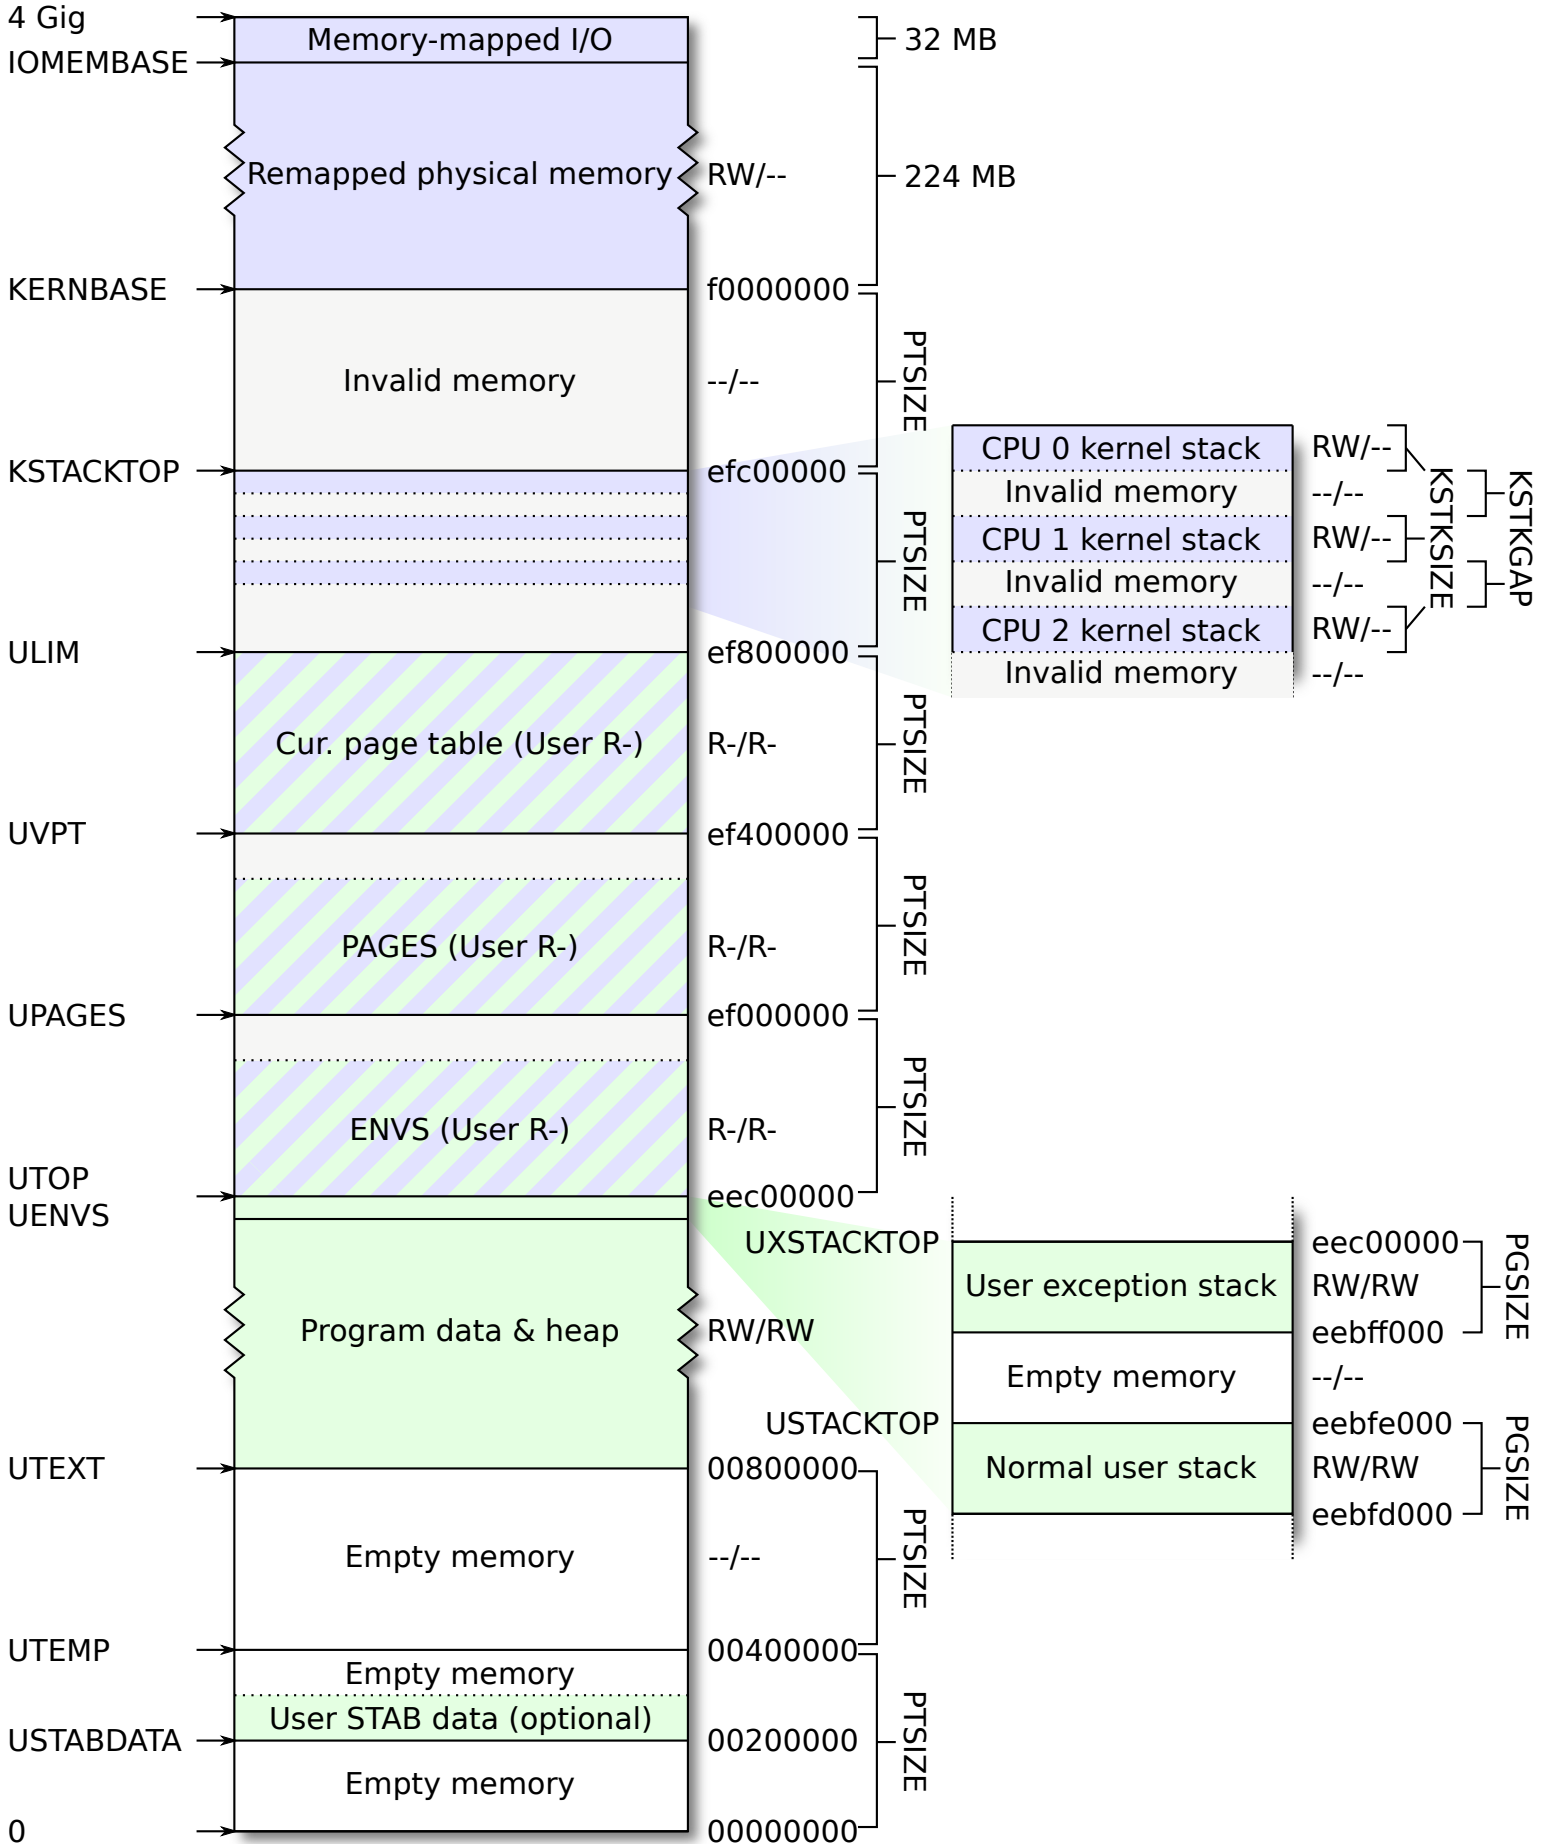 4 Gig
Memory-mapped I/O
32 MB
IOMEMBASE
Remapped physical memory
RW/--
224 MB
KERNBASE
f0000000
Invalid memory
--/--
PTSIZE
KSTACKTOP
efc00000
PTSIZE
CPU 0 kernel stack
RW/--
Invalid memory
--/--
CPU 1 kernel stack
RW/--
Invalid memory
--/--
CPU 2 kernel stack
RW/--
Invalid memory
--/--
KSTKSIZE
KSTKGAP
ULIM
ef800000
Cur. page table (User R-)
R-/R-
PTSIZE
UVPT
ef400000
PAGES (User R-)
R-/R-
PTSIZE
UPAGES
ef000000
ENVS (User R-)
R-/R-
PTSIZE
UTOP
UENVS
eec00000
UXSTACKTOP
eec00000
User exception stack
RW/RW
PGSIZE
eebff000
Empty memory
--/--
USTACKTOP
eebfe000
Normal user stack
RW/RW
PGSIZE
eebfd000
Program data & heap
RW/RW
UTEXT
00800000
Empty memory
--/--
PTSIZE
UTEMP
00400000
Empty memory
User STAB data (optional)
PTSIZE
USTABDATA
00200000
Empty memory
0
00000000